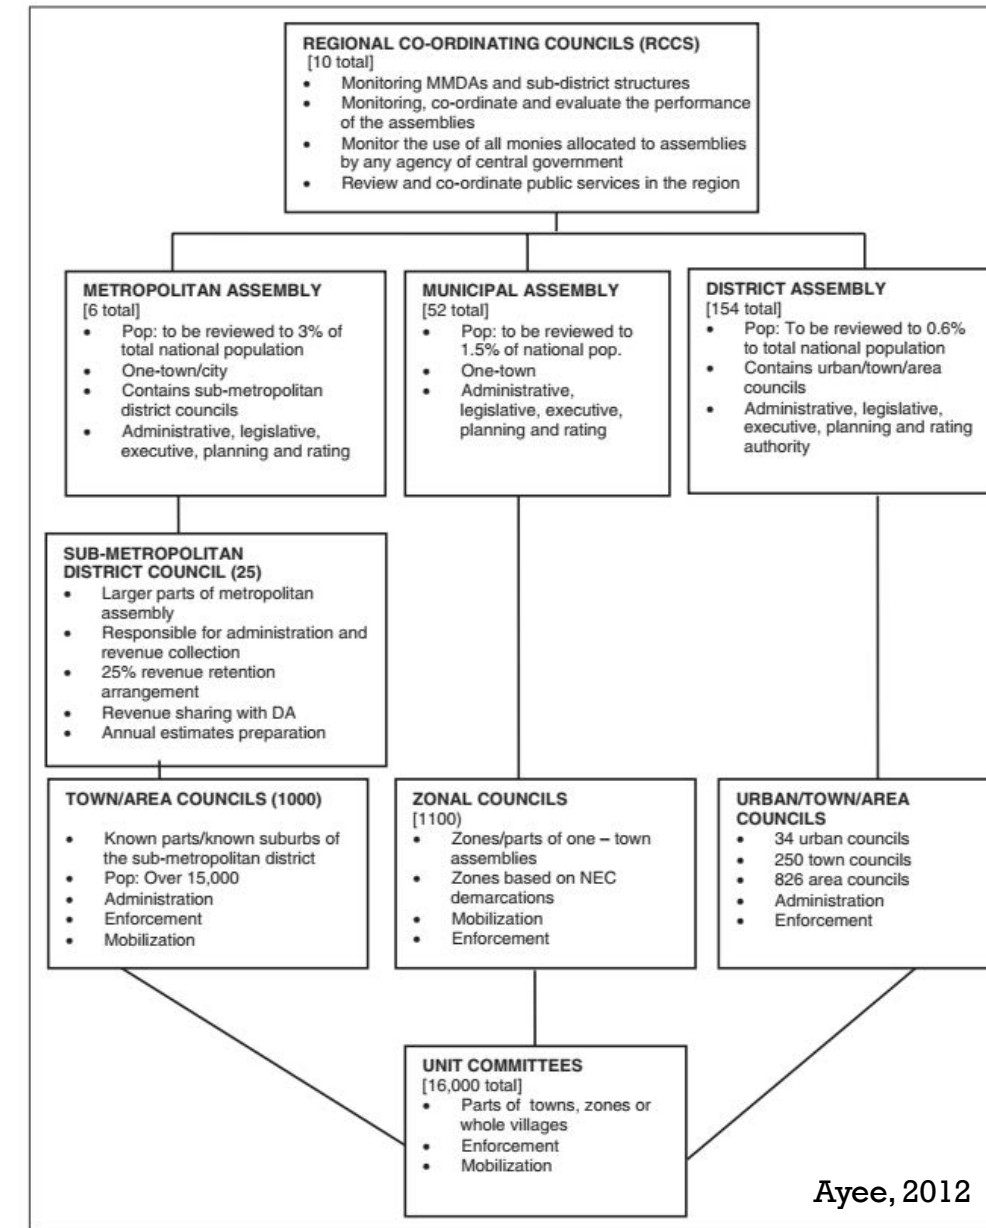 REGIONAL CO-ORDINATING COUNCILS (RCCS)
[10 total]
• Monitoring MMDAs and sub-district structures
• Monitoring, co-ordinate and evaluate the performance
of the assemblies
• Monitor the use of all monies allocated to assemblies
by any agency of central government
• Review and co-ordinate public services in the region
METROPOLITAN ASSEMBLY
[6 total]
• Pop: to be reviewed to 3% of
total national population
• One-town/city
• Contains sub-metropolitan
district councils
• Administrative, legislative,
executive, planning and rating
MUNICIPAL ASSEMBLY
[52 total]
• Pop: to be reviewed to
1.5% of national pop.
• One-town
• Administrative,
legislative, executive,
planning and rating
DISTRICT ASSEMBLY
[154 total]
• Pop: To be reviewed to 0.6%
to total national population
• Contains urban/town/area
councils
• Administrative, legislative,
executive, planning and rating
authority
SUB-METROPOLITAN
DISTRICT COUNCIL (25)
• Larger parts of metropolitan
assembly
• Responsible for administration and
revenue collection
• 25% revenue retention
arrangement
• Revenue sharing with DA
• Annual estimates preparation
TOWN/AREA COUNCILS (1000)
• Known parts/known suburbs of
the sub-metropolitan district
• Pop: Over 15,000
• Administration
• Enforcement
• Mobilization
ZONAL COUNCILS
[1100)
• Zones/parts of one – town
assemblies
• Zones based on NEC
demarcations
• Mobilization
• Enforcement
URBAN/TOWN/AREA
COUNCILS
• 34 urban councils
• 250 town councils
• 826 area councils
• Administration
• Enforcement
UNIT COMMITTEES
[16,000 total]
• Parts of towns, zones or
whole villages
• Enforcement
• Mobilization
Ayee, 2012